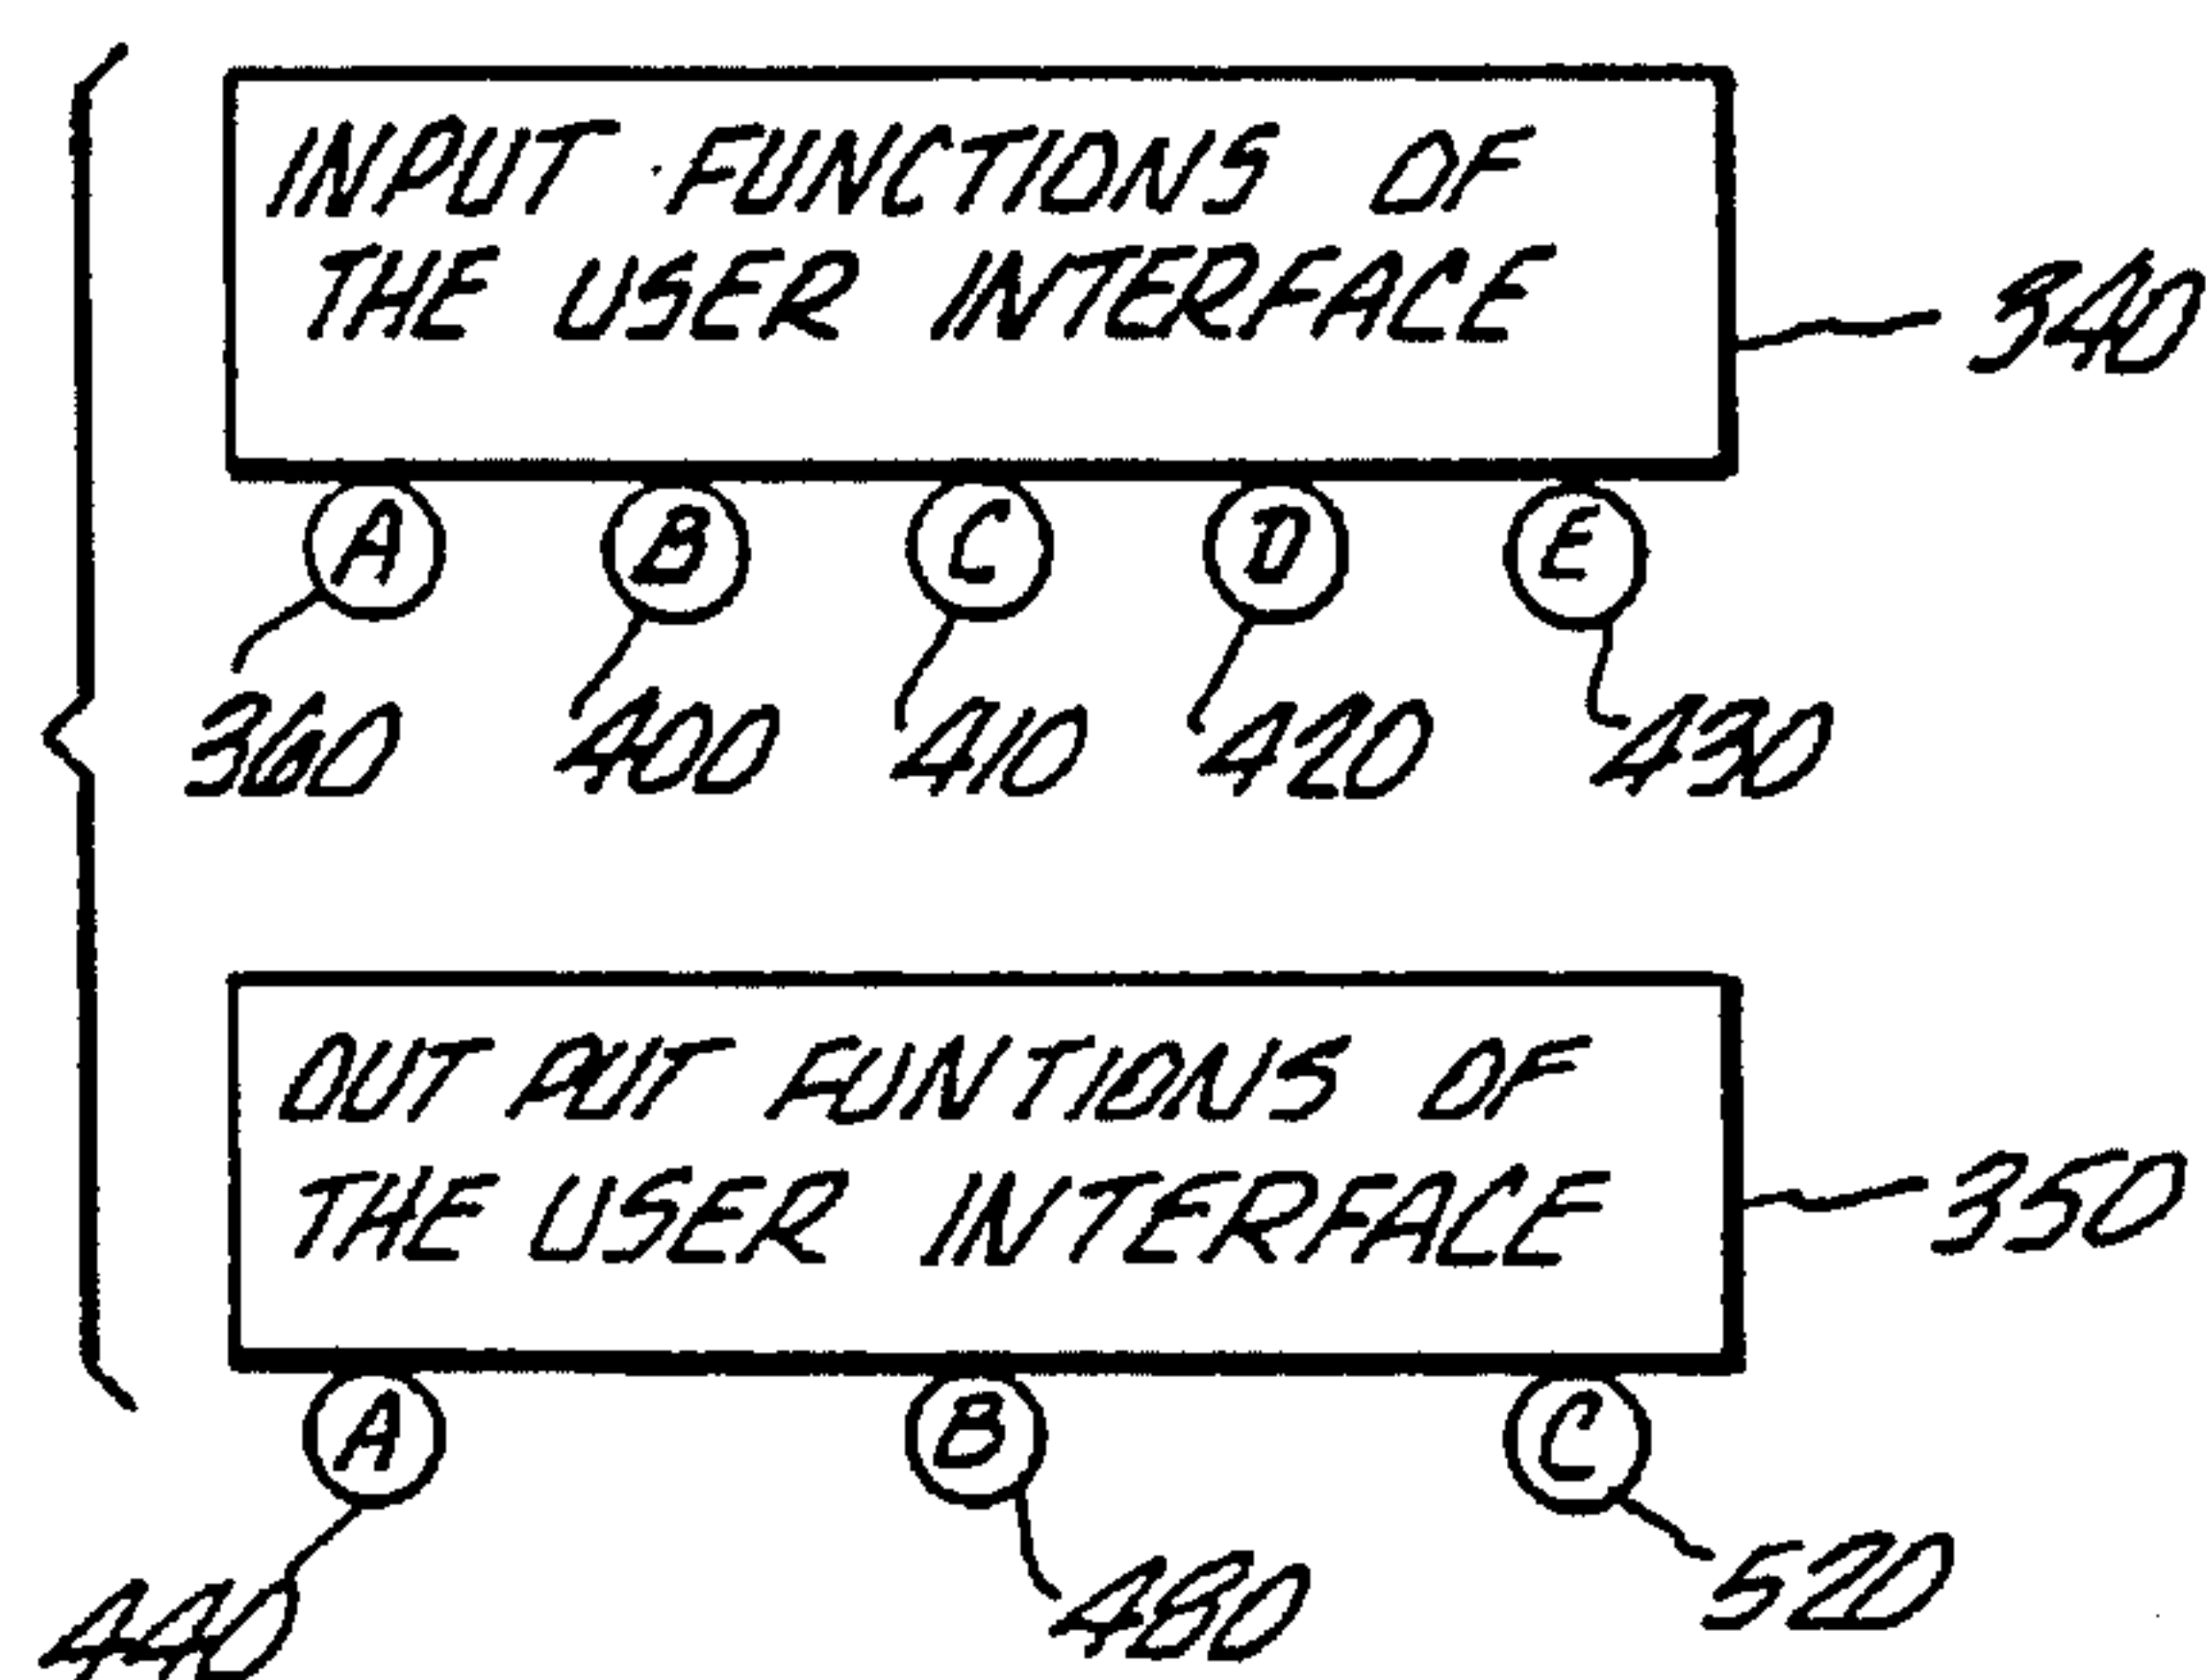 INPUT FUNCTIONS OF
THE USER INTERFACE
340
A B C D E
360 400 410 420 430
OUT PUT FUNTIONS OF
THE USER INTERFACE
350
A B C
440 480 520